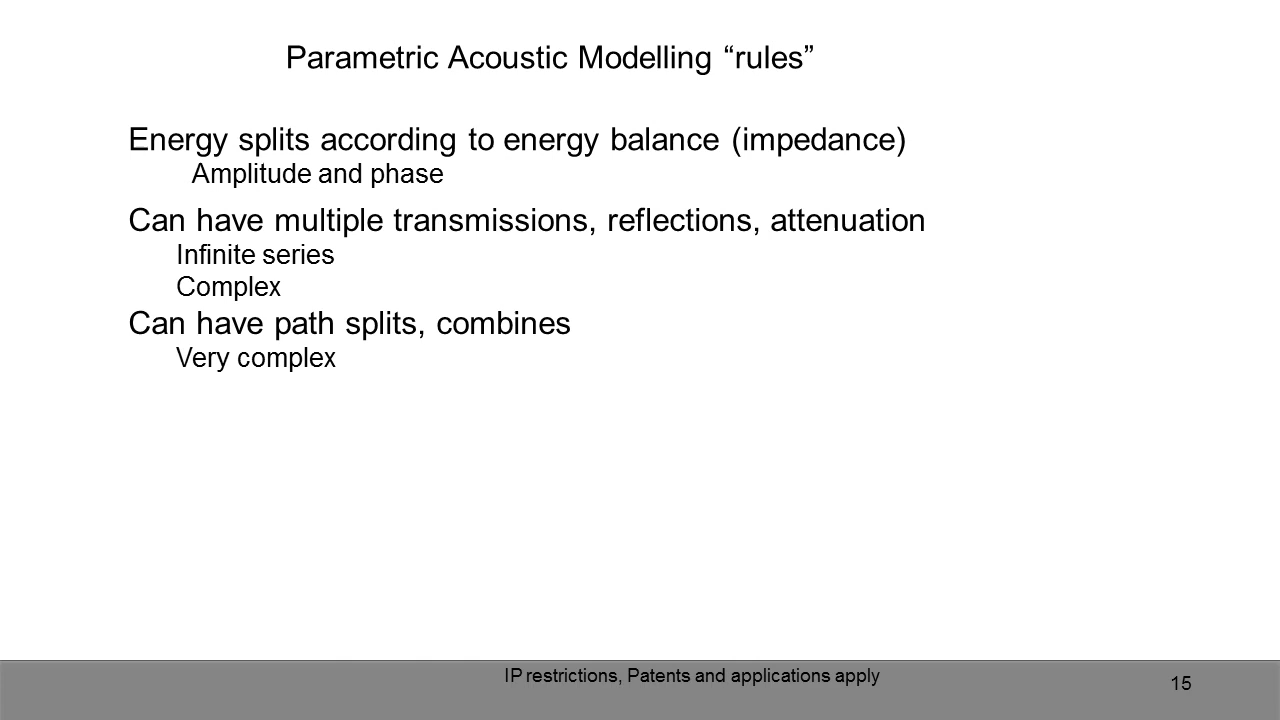 Parametric Acoustic Modelling “rules”
Energy splits according to energy balance (impedance)
Amplitude and phase
Can have multiple transmissions, reflections, attenuation
Infinite series
Complex
Can have path splits, combines
Very complex
IP restrictions, Patents and applications apply
15